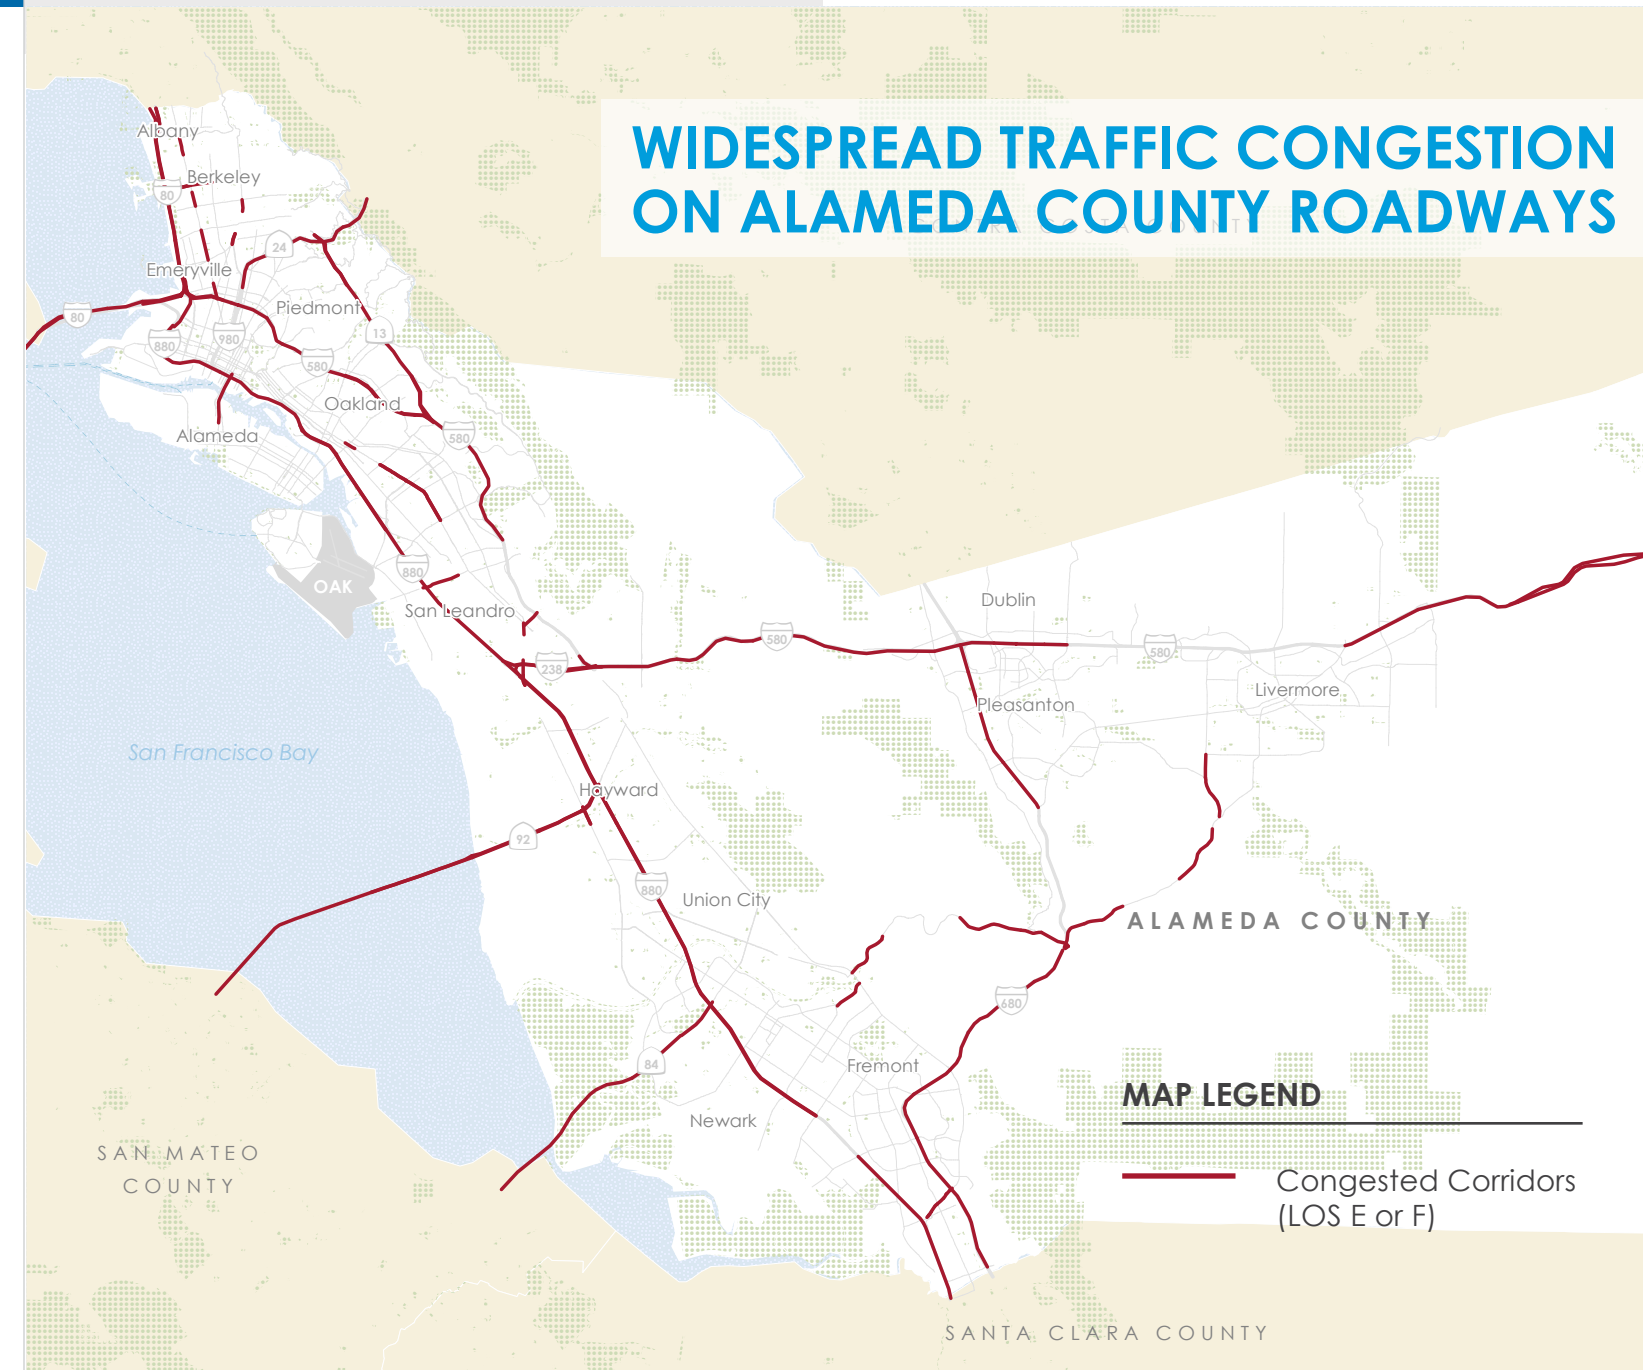 WIDESPREAD TRAFFIC CONGESTION
ON ALAMEDA COUNTY ROADWAYS
CONTRA COSTA COUNTY
Albany
Berkeley
80
24
Emeryville
Piedmont
80
880
980
13
580
Oakland
Alameda
580
880
OAK
San Leandro
Dublin
580
580
238
Livermore
Pleasanton
San Francisco Bay
Hayward
92
880
Union City
ALAMEDA COUNTY
680
84
Fremont
Newark
MAP LEGEND
Congested Corridors
(LOS E or F)
SAN MATEO
COUNTY
SANTA CLARA COUNTY